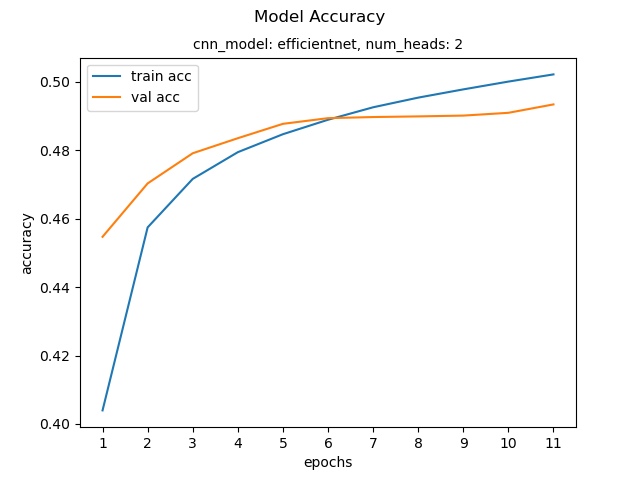 Model Accuracy
cnn_model: efficientnet, num_heads: 2
train acc
val acc
0.50
0.48
0.46
0.44
0.42
0.40
accuracy
1 2 3 4 5 6 7 8 9 10 11
epochs